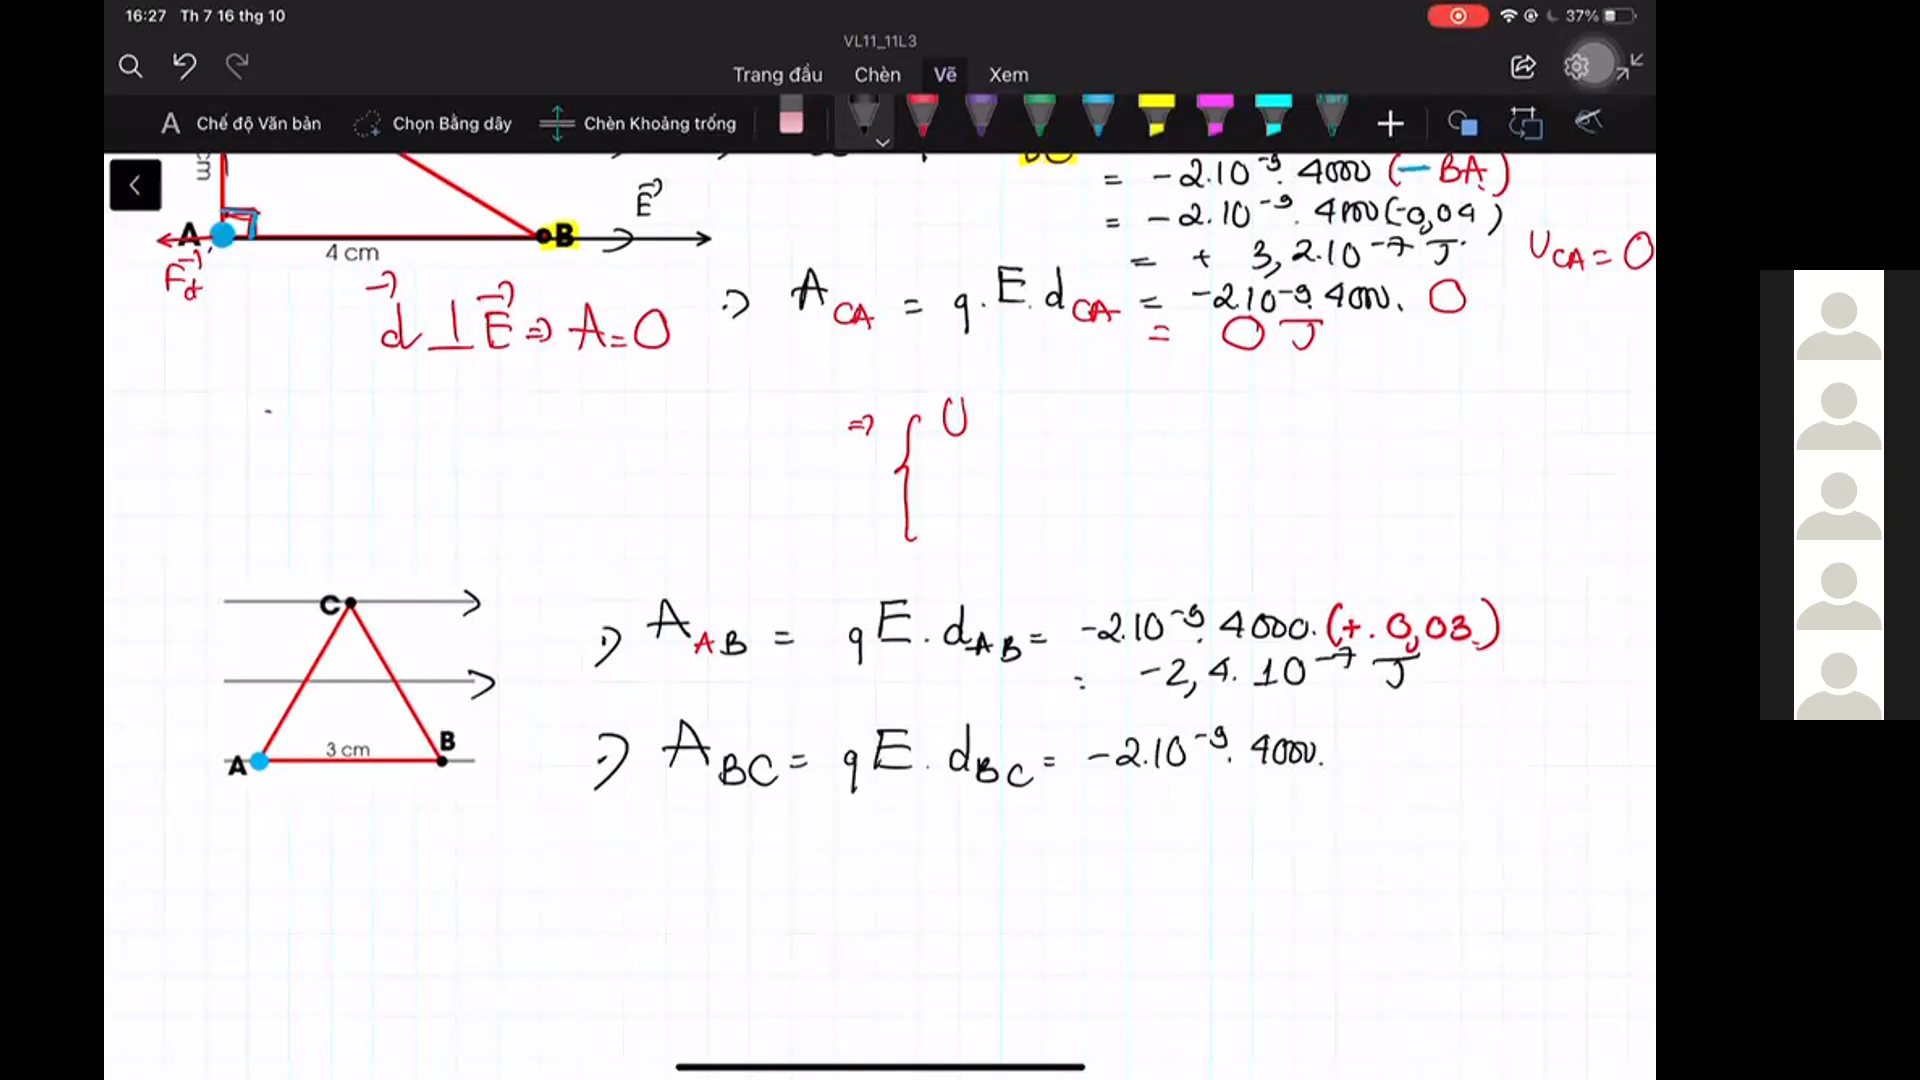 16:27 Th 7 16 thg 10
37%
VL11_11L3
Trang đầu Chèn Vẽ Xem
A Chế độ Văn bản Chọn Bằng dây Chèn Khoảng trống
cm
= -2.10⁻⁹. 4000 (- BA)
= -2.10⁻⁹. 4000 (-0,04)
= + 3,2.10⁻⁷ J
U_CA = 0
E⃗
A B
4 cm
F⃗đ
d⃗ ⊥ E⃗ => A = 0
A_CA = q.E.d_CA = -2.10⁻⁹. 4000. 0
= 0 J
=> { U
C
A_AB = qE.d_AB = -2.10⁻⁹. 4000. (+. 0,03)
= -2,4.10⁻⁷ J
A 3 cm B
A_BC = qE.d_BC = -2.10⁻⁹. 4000.